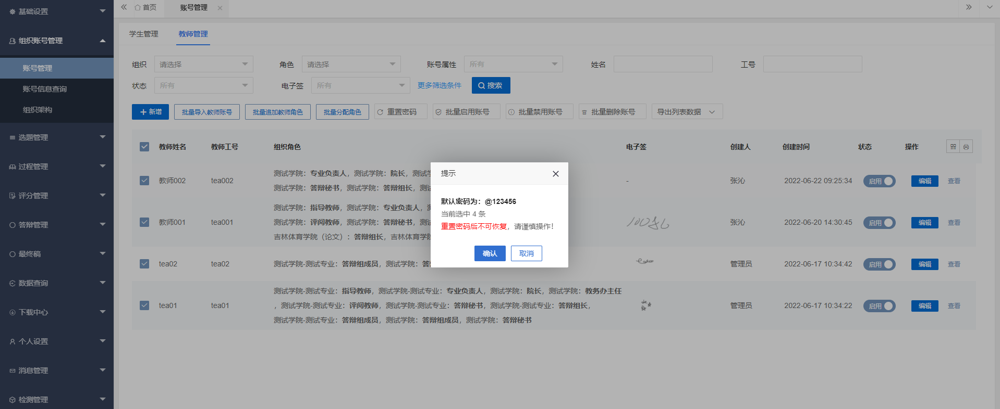 基础设置
组织账号管理
账号管理
账号信息查询
组织架构
选题管理
过程管理
评分管理
答辩管理
最终稿
数据查询
下载中心
个人设置
消息管理
检测管理
首页 账号管理
学生管理 教师管理
组织 请选择 角色 请选择 账号属性 所有 姓名 工号
状态 所有 电子签 所有 更多筛选条件 搜索
新增 批量导入教师账号 批量追加教师角色 批量分配角色 重置密码 批量启用账号 批量禁用账号 批量删除账号 导出列表数据
教师姓名 教师工号 组织角色 电子签 创建人 创建时间 状态 操作
测试学院：专业负责人，测试学院：院长，测试学
教师002 tea002 - 张沁 2022-06-22 09:25:34 启用 编辑 查看
测试学院：答辩秘书，测试学院：答辩组长，测试
测试学院：指导教师，测试学院：专业负责人，测
教师001 tea001 测试学院：评阅教师，测试学院：答辩秘书，测试 张沁 2022-06-20 14:30:45 启用 编辑 查看
吉林体育学院（论文）：答辩组长，吉林体育学院
tea02 tea02 测试学院-测试专业：答辩组成员，测试学院：答 管理员 2022-06-17 10:34:42 启用 编辑 查看
测试学院-测试专业：指导教师，测试学院-测试专业：专业负责人，测试学院：院长，测试学院：教务办主任
tea01 tea01 ，测试学院-测试专业：评阅教师，测试学院-测试专业：答辩秘书，测试学院-测试专业：答辩组长， 管理员 2022-06-17 10:34:22 启用 编辑 查看
测试学院-测试专业：答辩组成员，测试学院：答辩组成员，测试学院：答辩秘书
提示
默认密码为：@123456
当前选中 4 条
重置密码后不可恢复，请谨慎操作！
确认 取消